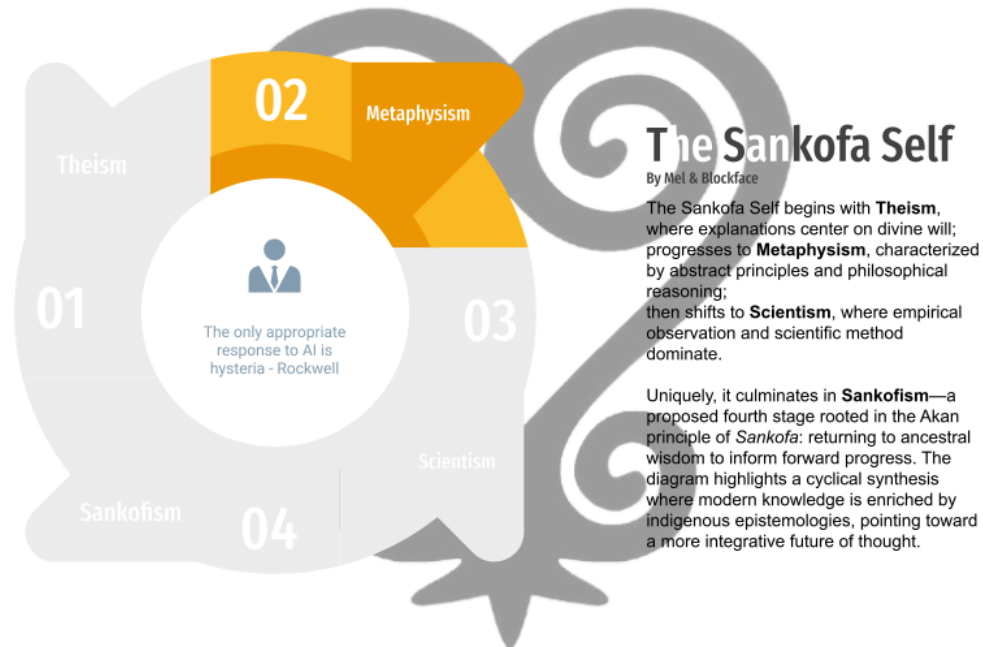 02
Metaphysism
Theism
01
03
The only appropriate
response to AI is
hysteria - Rockwell
Scientism
Sankofism
04
The Sankofa Self
By Mel & Blockface
The Sankofa Self begins with Theism,
where explanations center on divine will;
progresses to Metaphysism, characterized
by abstract principles and philosophical
reasoning;
then shifts to Scientism, where empirical
observation and scientific method
dominate.
Uniquely, it culminates in Sankofism—a
proposed fourth stage rooted in the Akan
principle of Sankofa: returning to ancestral
wisdom to inform forward progress. The
diagram highlights a cyclical synthesis
where modern knowledge is enriched by
indigenous epistemologies, pointing toward
a more integrative future of thought.